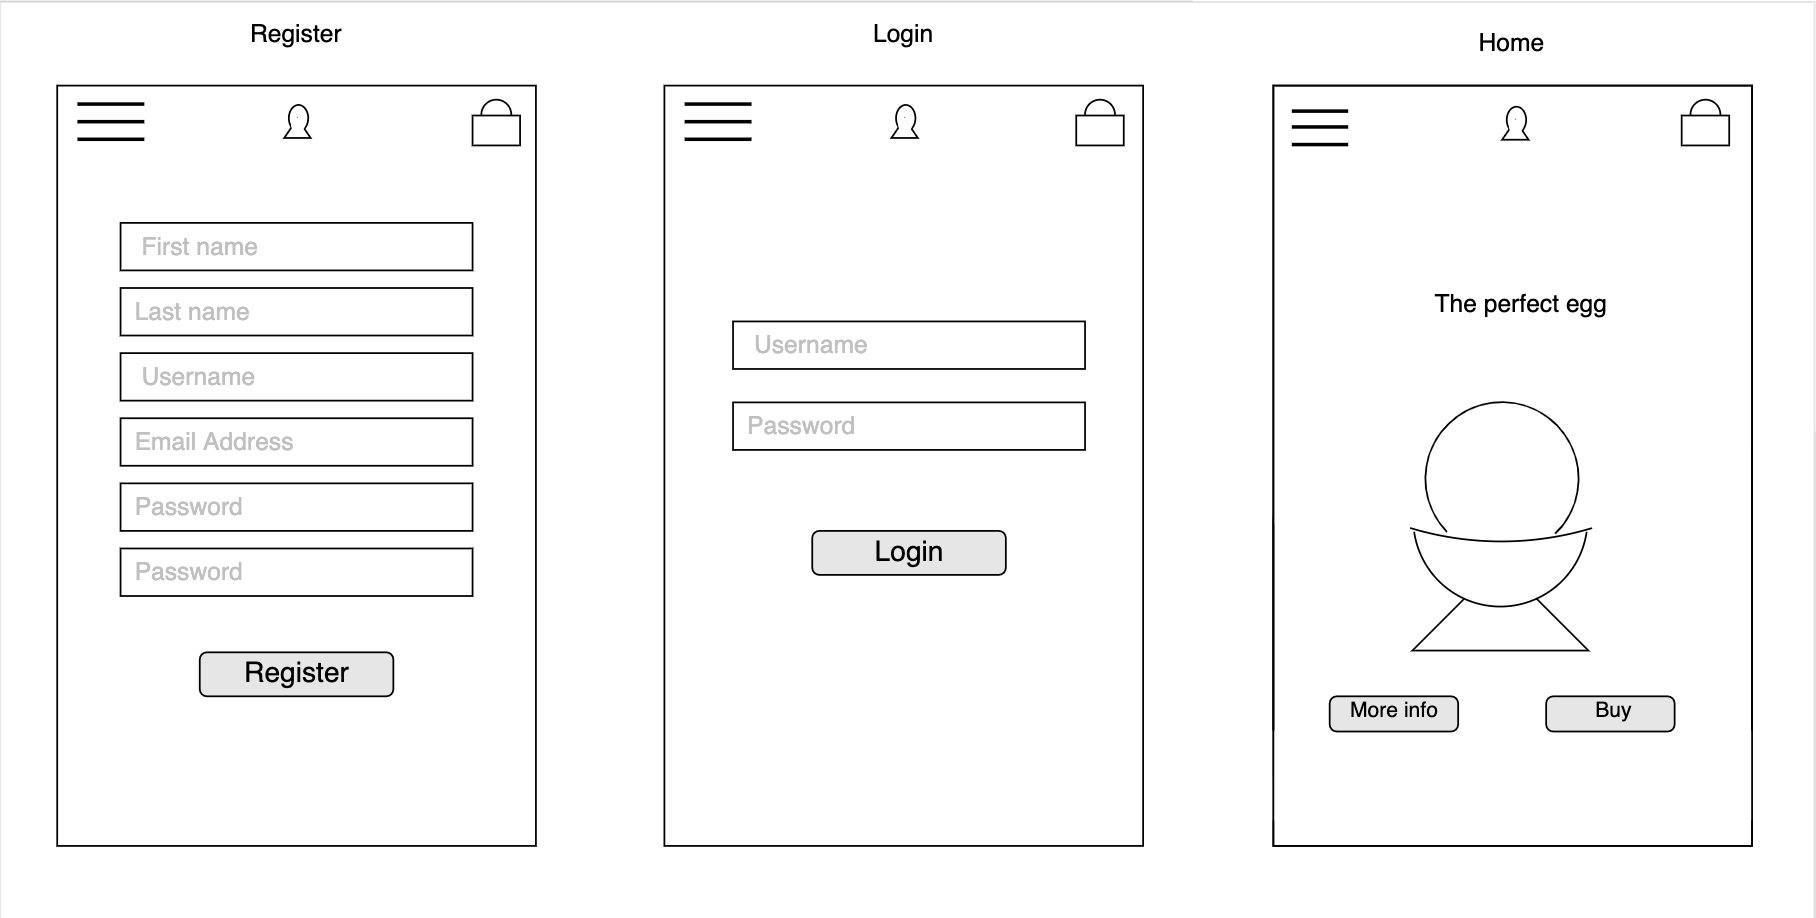 Register
First name
Last name
Username
Email Address
Password
Password
Register
Login
Username
Password
Login
Home
The perfect egg
More info
Buy